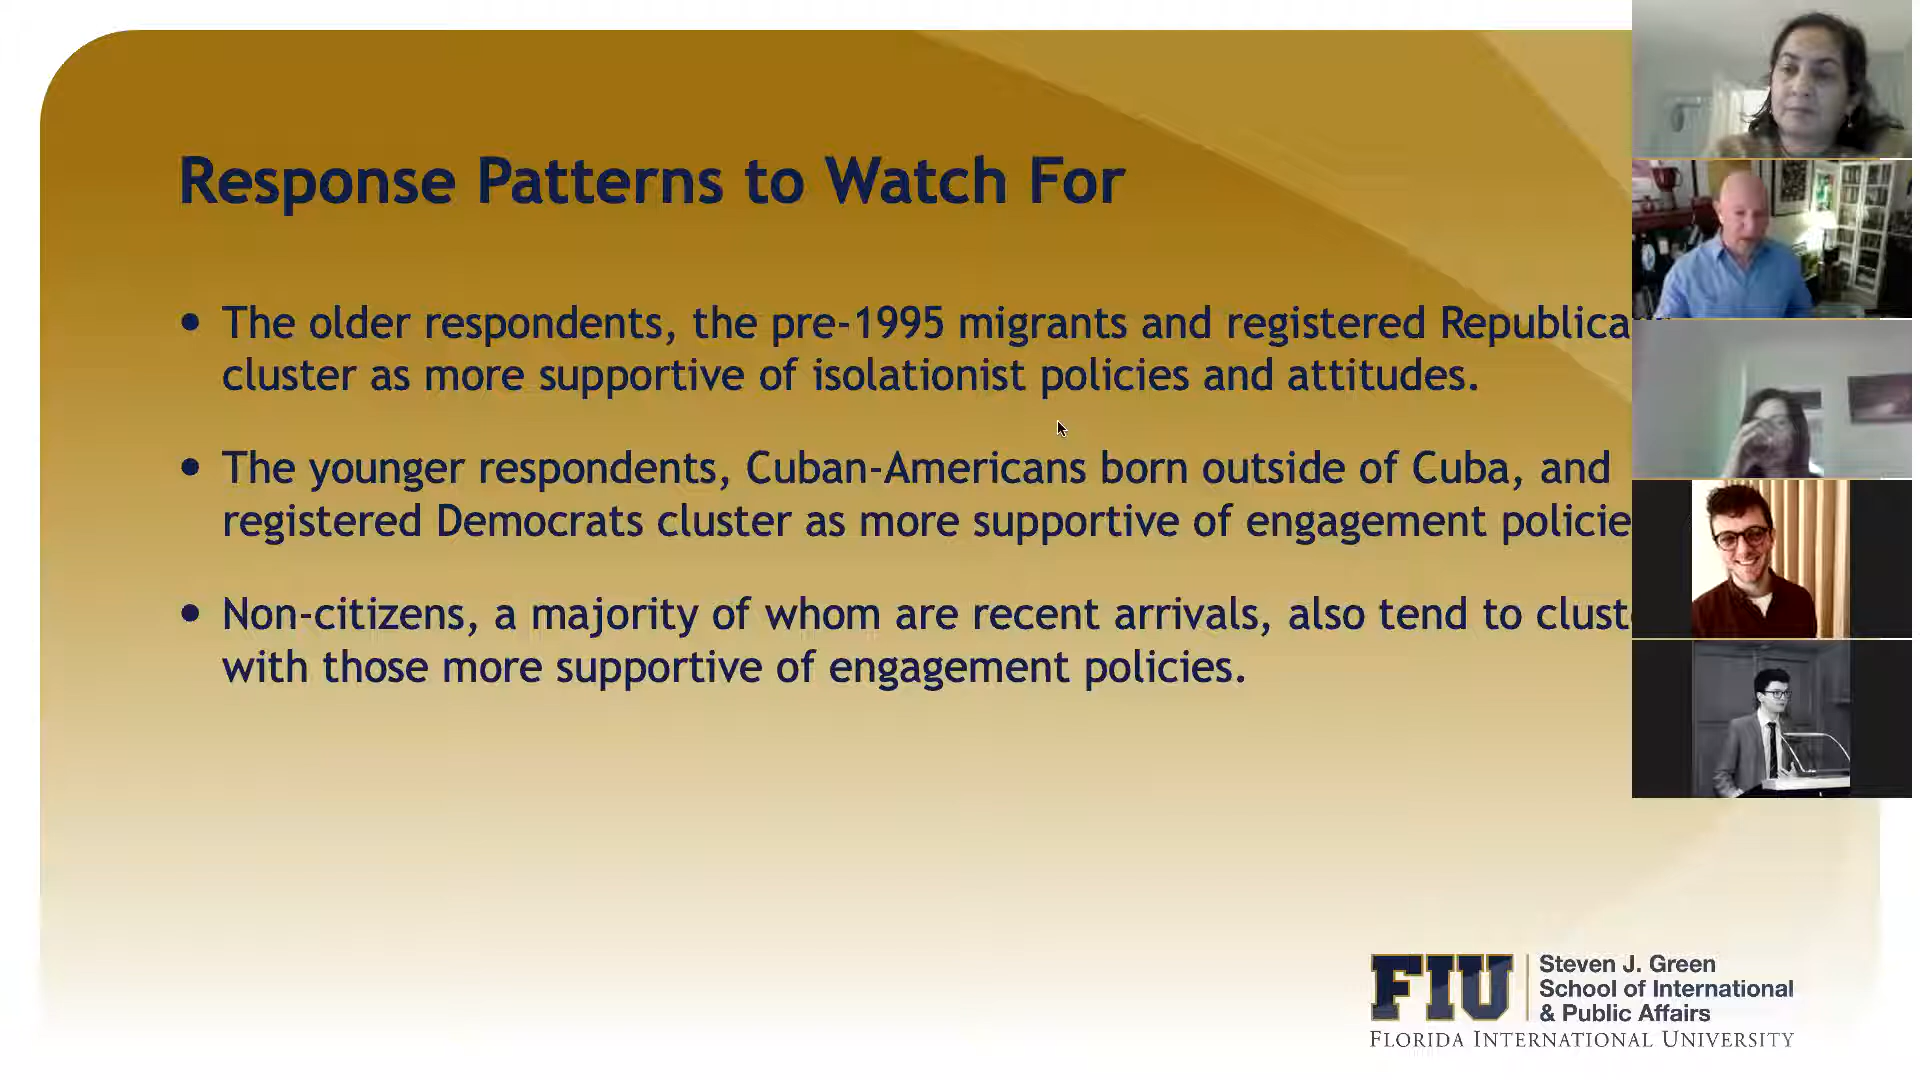 Response Patterns to Watch For
• The older respondents, the pre-1995 migrants and registered Republica
cluster as more supportive of isolationist policies and attitudes.
• The younger respondents, Cuban-Americans born outside of Cuba, and
registered Democrats cluster as more supportive of engagement policie
• Non-citizens, a majority of whom are recent arrivals, also tend to clust
with those more supportive of engagement policies.
FIU
Steven J. Green
School of International
& Public Affairs
FLORIDA INTERNATIONAL UNIVERSITY